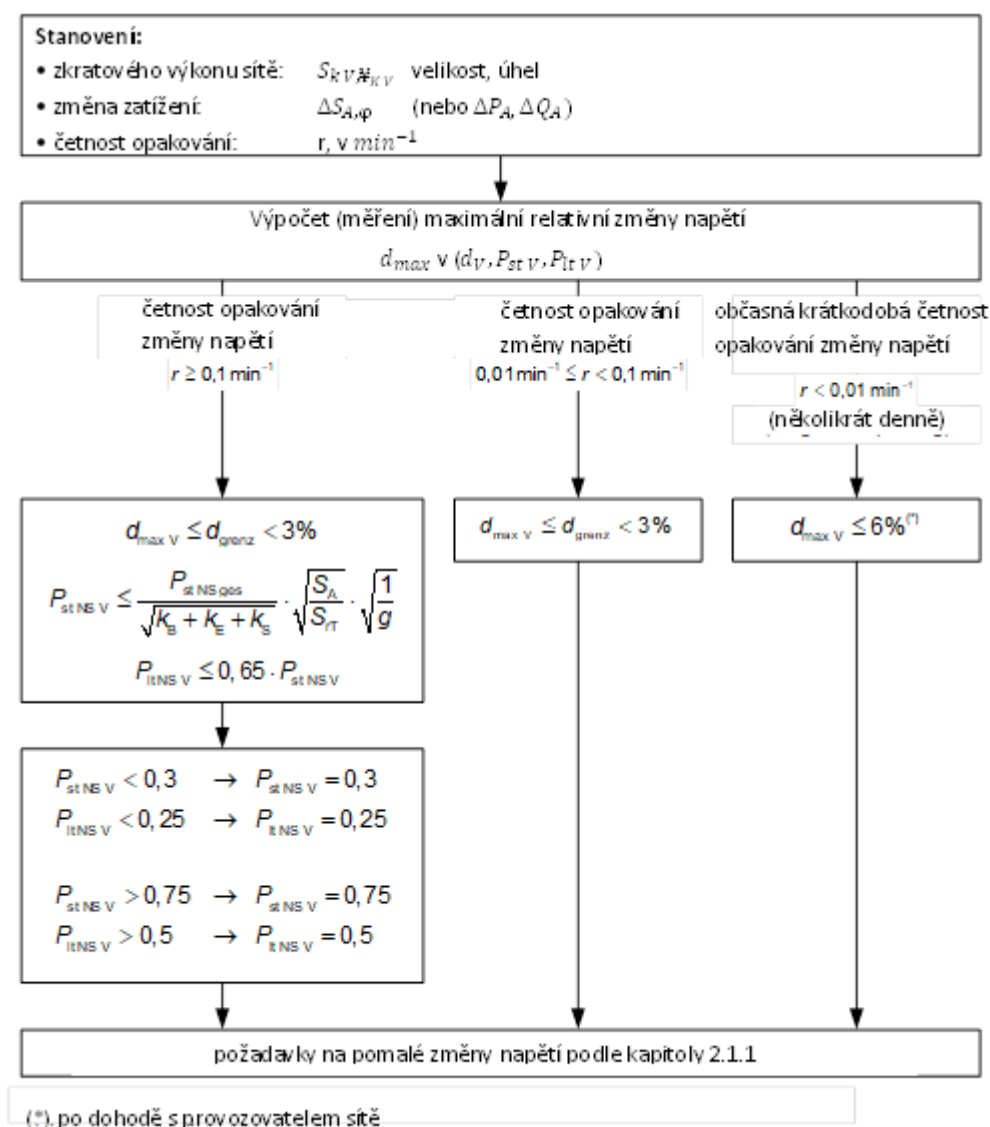 Stanovení:
• zkratového výkonu sítě: S_kV, velikost, úhel
• změna zatížení: ΔS_A,φ (nebo ΔP_A, ΔQ_A)
• četnost opakování: r, v min⁻¹
Výpočet (měření) maximální relativní změny napětí
d_max v (d_V, P_st V, P_lt V)
četnost opakování
změny napětí
r ≥ 0,1 min⁻¹
četnost opakování
změny napětí
0,01 min⁻¹ ≤ r < 0,1 min⁻¹
občasná krátkodobá četnost
opakování změny napětí
r < 0,01 min⁻¹
(několikrát denně)
d_max V ≤ d_grenz < 3%
P_st NS V ≤ P_st NS ges / √(k_B + k_E + k_S) · √(S_A / S_rT) · √(1 / g)
P_lt NS V ≤ 0,65 · P_st NS V
d_max V ≤ d_grenz < 3%
d_max V ≤ 6%(*)
P_st NS V < 0,3 → P_st NS V = 0,3
P_lt NS V < 0,25 → P_lt NS V = 0,25
P_st NS V > 0,75 → P_st NS V = 0,75
P_lt NS V > 0,5 → P_lt NS V = 0,5
požadavky na pomalé změny napětí podle kapitoly 2.1.1
(*).po dohodě s provozovatelem sítě